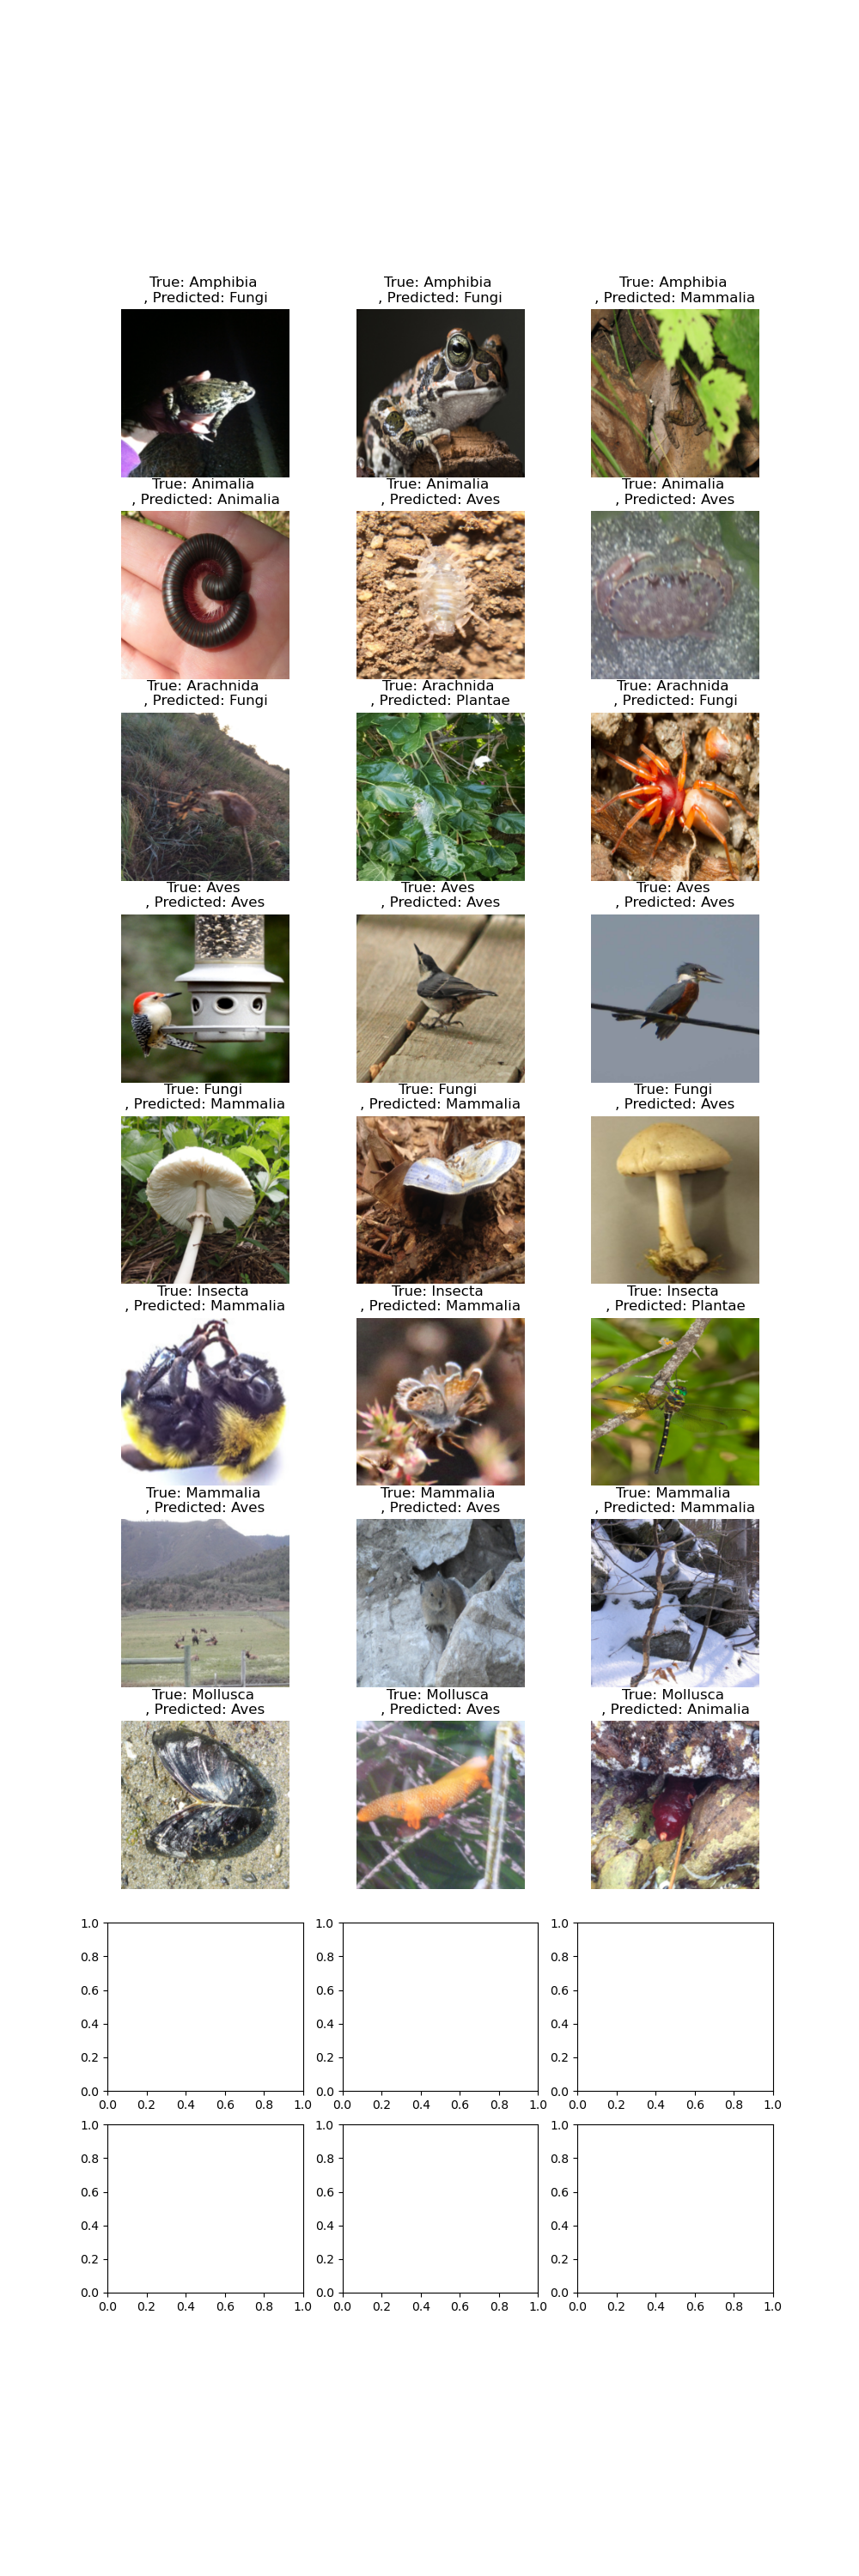 True: Amphibia
, Predicted: Fungi
True: Amphibia
, Predicted: Fungi
True: Amphibia
, Predicted: Mammalia
True: Animalia
, Predicted: Animalia
True: Animalia
, Predicted: Aves
True: Animalia
, Predicted: Aves
True: Arachnida
, Predicted: Fungi
True: Arachnida
, Predicted: Plantae
True: Arachnida
, Predicted: Fungi
True: Aves
, Predicted: Aves
True: Aves
, Predicted: Aves
True: Aves
, Predicted: Aves
True: Fungi
, Predicted: Mammalia
True: Fungi
, Predicted: Mammalia
True: Fungi
, Predicted: Aves
True: Insecta
, Predicted: Mammalia
True: Insecta
, Predicted: Mammalia
True: Insecta
, Predicted: Plantae
True: Mammalia
, Predicted: Aves
True: Mammalia
, Predicted: Aves
True: Mammalia
, Predicted: Mammalia
True: Mollusca
, Predicted: Aves
True: Mollusca
, Predicted: Aves
True: Mollusca
, Predicted: Animalia
1.0
0.8
0.6
0.4
0.2
0.0
0.0 0.2 0.4 0.6 0.8 1.0
1.0
0.8
0.6
0.4
0.2
0.0
0.0 0.2 0.4 0.6 0.8 1.0
1.0
0.8
0.6
0.4
0.2
0.0
0.0 0.2 0.4 0.6 0.8 1.0
1.0
0.8
0.6
0.4
0.2
0.0
0.0 0.2 0.4 0.6 0.8 1.0
1.0
0.8
0.6
0.4
0.2
0.0
0.0 0.2 0.4 0.6 0.8 1.0
1.0
0.8
0.6
0.4
0.2
0.0
0.0 0.2 0.4 0.6 0.8 1.0